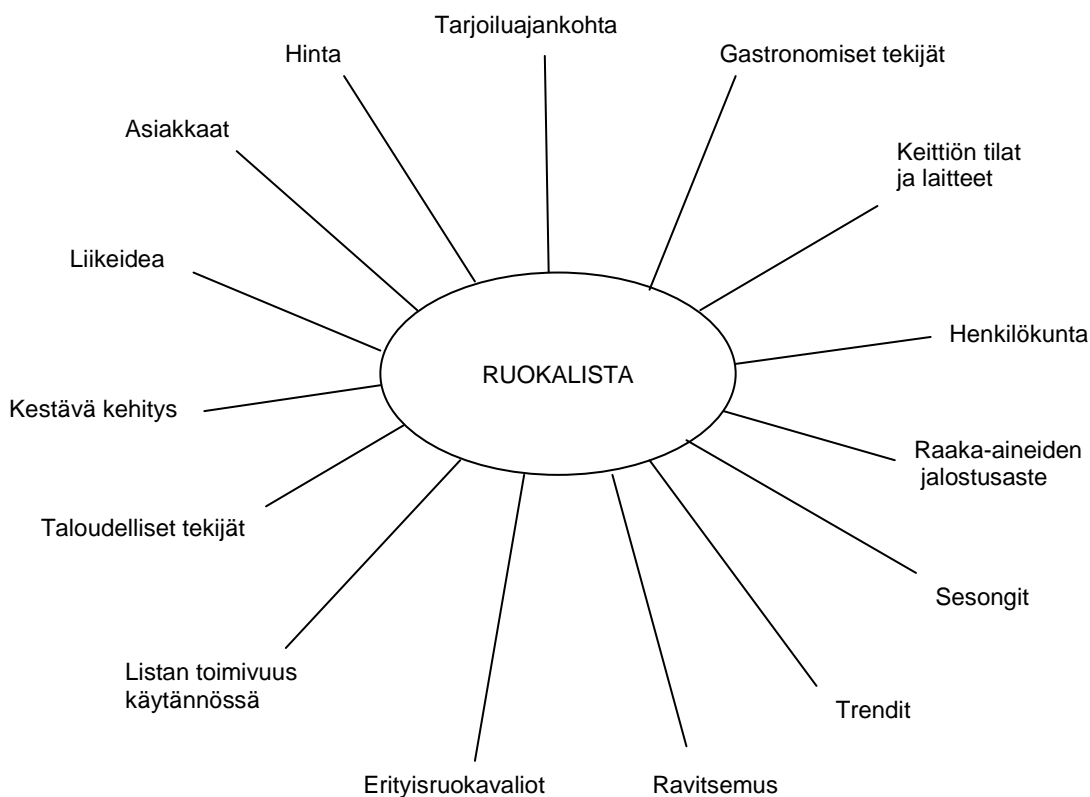 Tarjoiluajankohta
Hinta
Gastronomiset tekijät
Asiakkaat
Keittiön tilat
ja laitteet
Liikeidea
Henkilökunta
RUOKALISTA
Kestävä kehitys
Raaka-aineiden
jalostusaste
Taloudelliset tekijät
Sesongit
Listan toimivuus
käytännössä
Trendit
Erityisruokavaliot
Ravitsemus